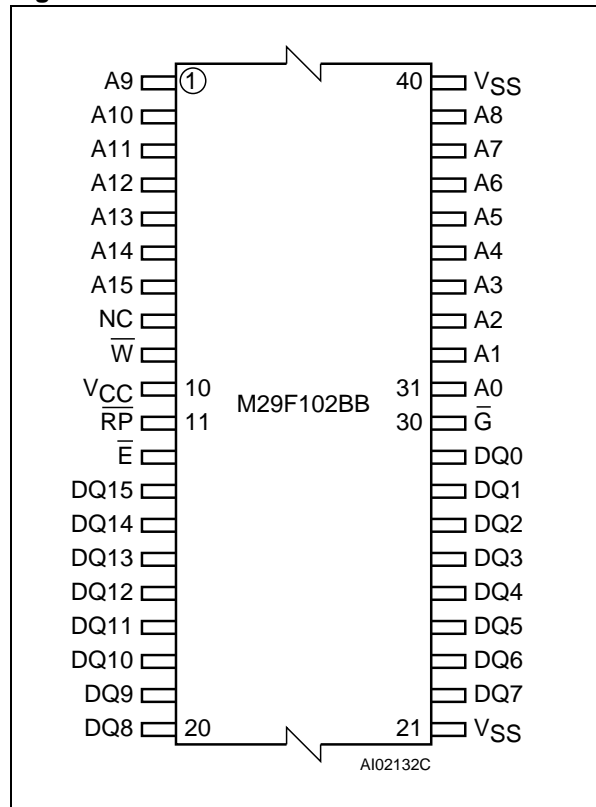 A9 1 40 VSS
A10 A8
A11 A7
A12 A6
A13 A5
A14 A4
A15 A3
NC A2
W̅ A1
VCC 10 M29F102BB 31 A0
R̅P̅ 11 30 G̅
E̅ DQ0
DQ15 DQ1
DQ14 DQ2
DQ13 DQ3
DQ12 DQ4
DQ11 DQ5
DQ10 DQ6
DQ9 DQ7
DQ8 20 21 VSS
AI02132C